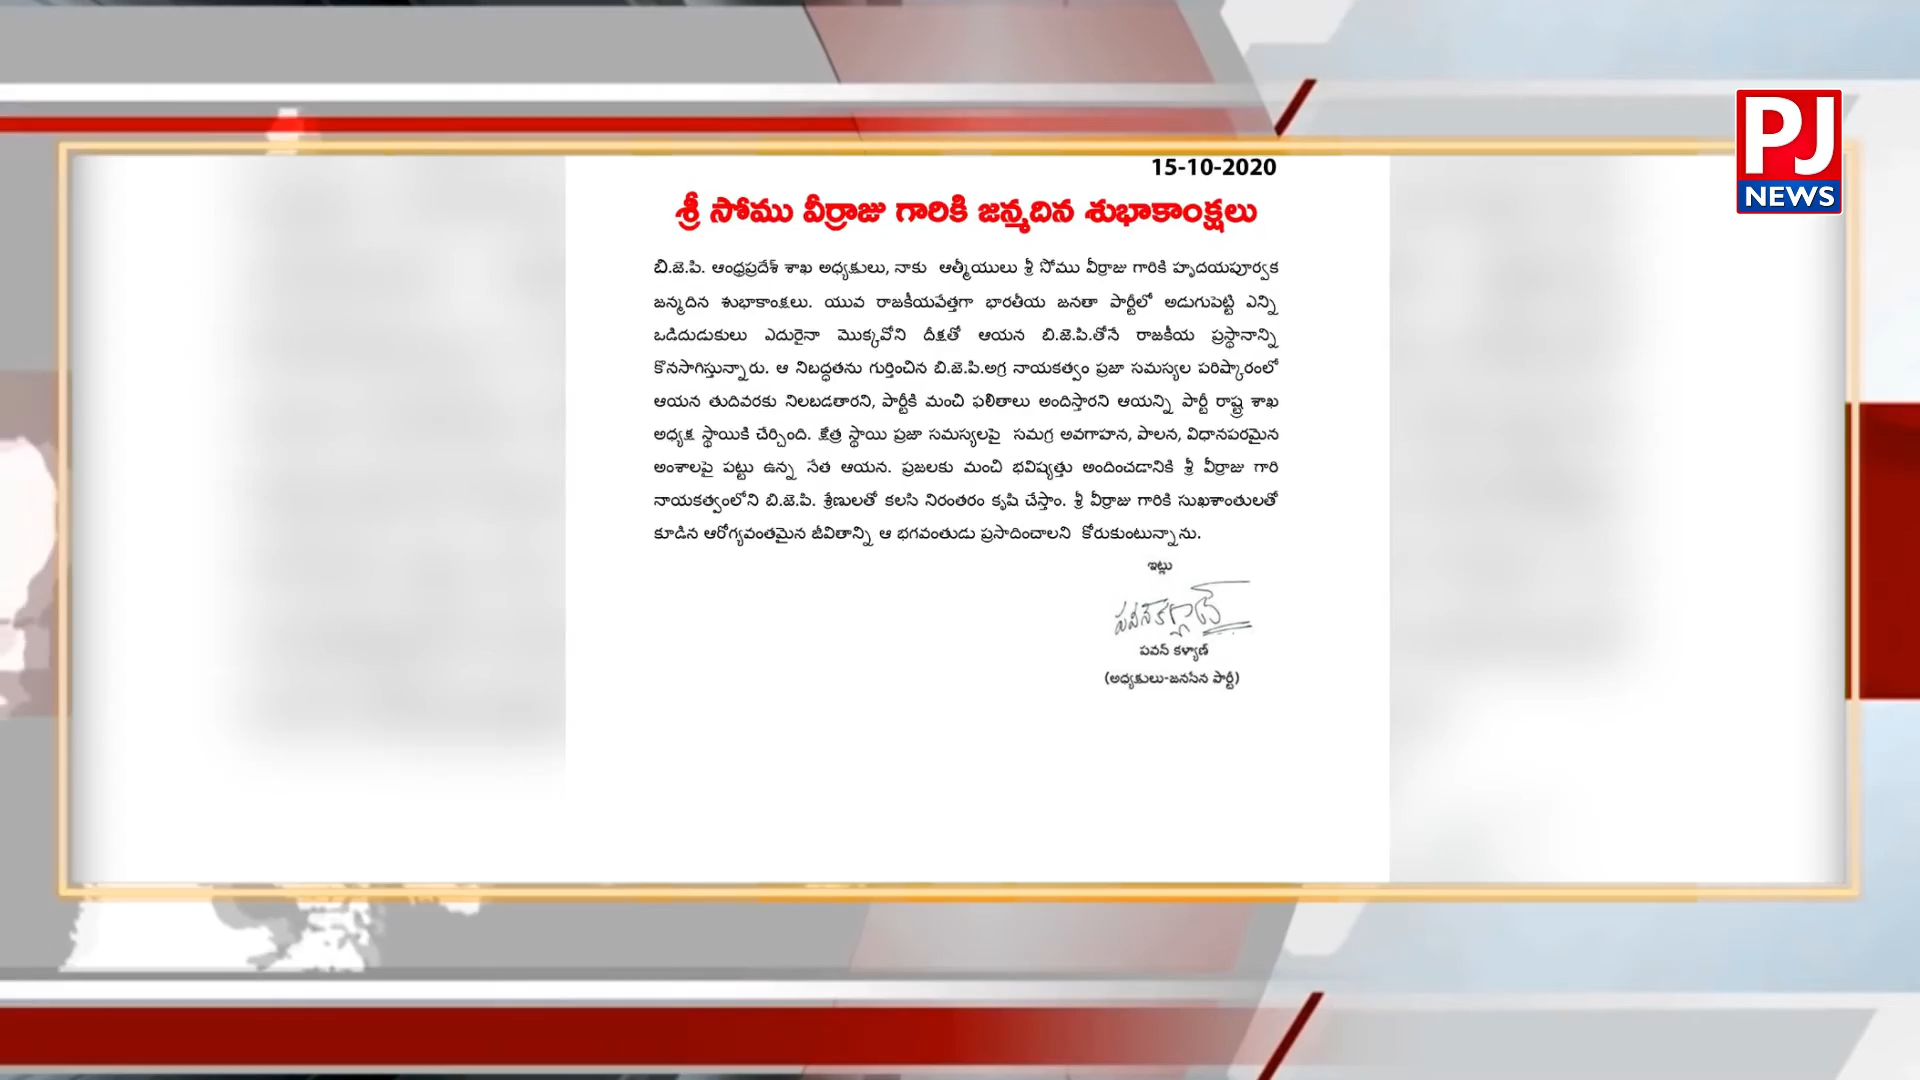 PJ
NEWS
15-10-2020
శ్రీ సోము వీర్రాజు గారికి జన్మదిన శుభాకాంక్షలు
బి.జె.పి. ఆంధ్రప్రదేశ్ శాఖ అధ్యక్షులు, నాకు ఆత్మీయులు శ్రీ సోము వీర్రాజు గారికి హృదయపూర్వక
జన్మదిన శుభాకాంక్షలు. యువ రాజకీయవేత్తగా భారతీయ జనతా పార్టీలో అడుగుపెట్టి ఎన్ని
ఒడిదుడుకులు ఎదురైనా మొక్కవోని దీక్షతో ఆయన బి.జె.పి.తోనే రాజకీయ ప్రస్థానాన్ని
కొనసాగిస్తున్నారు. ఆ నిబద్ధతను గుర్తించిన బి.జె.పి.అగ్ర నాయకత్వం ప్రజా సమస్యల పరిష్కారంలో
ఆయన తుదివరకు నిలబడతారని, పార్టీకి మంచి ఫలితాలు అందిస్తారని ఆయన్ని పార్టీ రాష్ట్ర శాఖ
అధ్యక్ష స్థాయికి చేర్చింది. క్షేత్ర స్థాయి ప్రజా సమస్యలపై సమగ్ర అవగాహన, పాలన, విధానపరమైన
అంశాలపై పట్టు ఉన్న నేత ఆయన. ప్రజలకు మంచి భవిష్యత్తు అందించడానికి శ్రీ వీర్రాజు గారి
నాయకత్వంలోని బి.జె.పి. శ్రేణులతో కలసి నిరంతరం కృషి చేస్తాం. శ్రీ వీర్రాజు గారికి సుఖశాంతులతో
కూడిన ఆరోగ్యవంతమైన జీవితాన్ని ఆ భగవంతుడు ప్రసాదించాలని కోరుకుంటున్నాను.
ఇట్లు
పవన్ కళ్యాణ్
(అధ్యక్షులు-జనసేన పార్టీ)